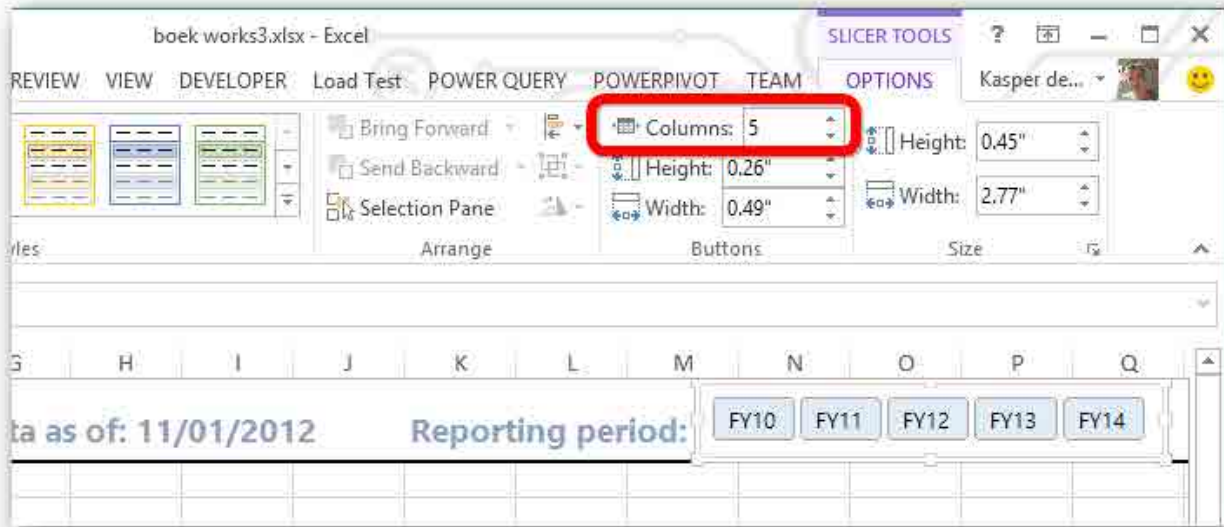 boek works3.xlsx - Excel
SLICER TOOLS ?
REVIEW VIEW DEVELOPER Load Test POWER QUERY POWERPIVOT TEAM OPTIONS Kasper de...
Bring Forward
Columns: 5
Height: 0.45"
Send Backward
Height: 0.26"
Selection Pane
Width: 0.49"
Width: 2.77"
yles Arrange Buttons Size
G H I J K L M N O P Q
ta as of: 11/01/2012 Reporting period: FY10 FY11 FY12 FY13 FY14